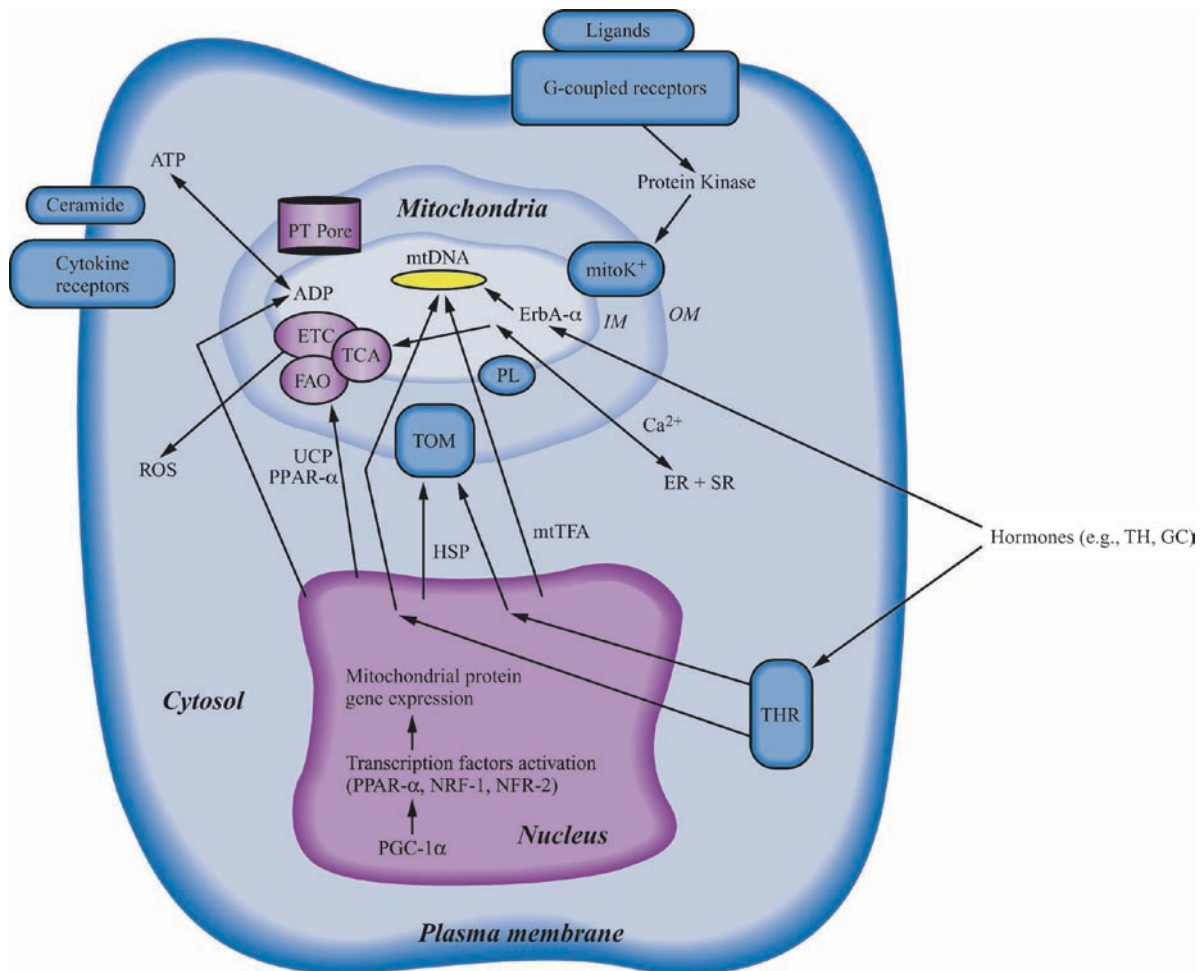 Ligands
G-coupled receptors
ATP
Protein Kinase
Ceramide
Mitochondria
PT Pore
Cytokine
receptors
mtDNA
mitoK+
ADP
ErbA-α
IM
OM
ETC
TCA
FAO
PL
Ca2+
TOM
UCP
PPAR-α
ROS
ER + SR
mtTFA
HSP
Hormones (e.g., TH, GC)
Mitochondrial protein
gene expression
Cytosol
THR
Transcription factors activation
(PPAR-α, NRF-1, NFR-2)
Nucleus
PGC-1α
Plasma membrane